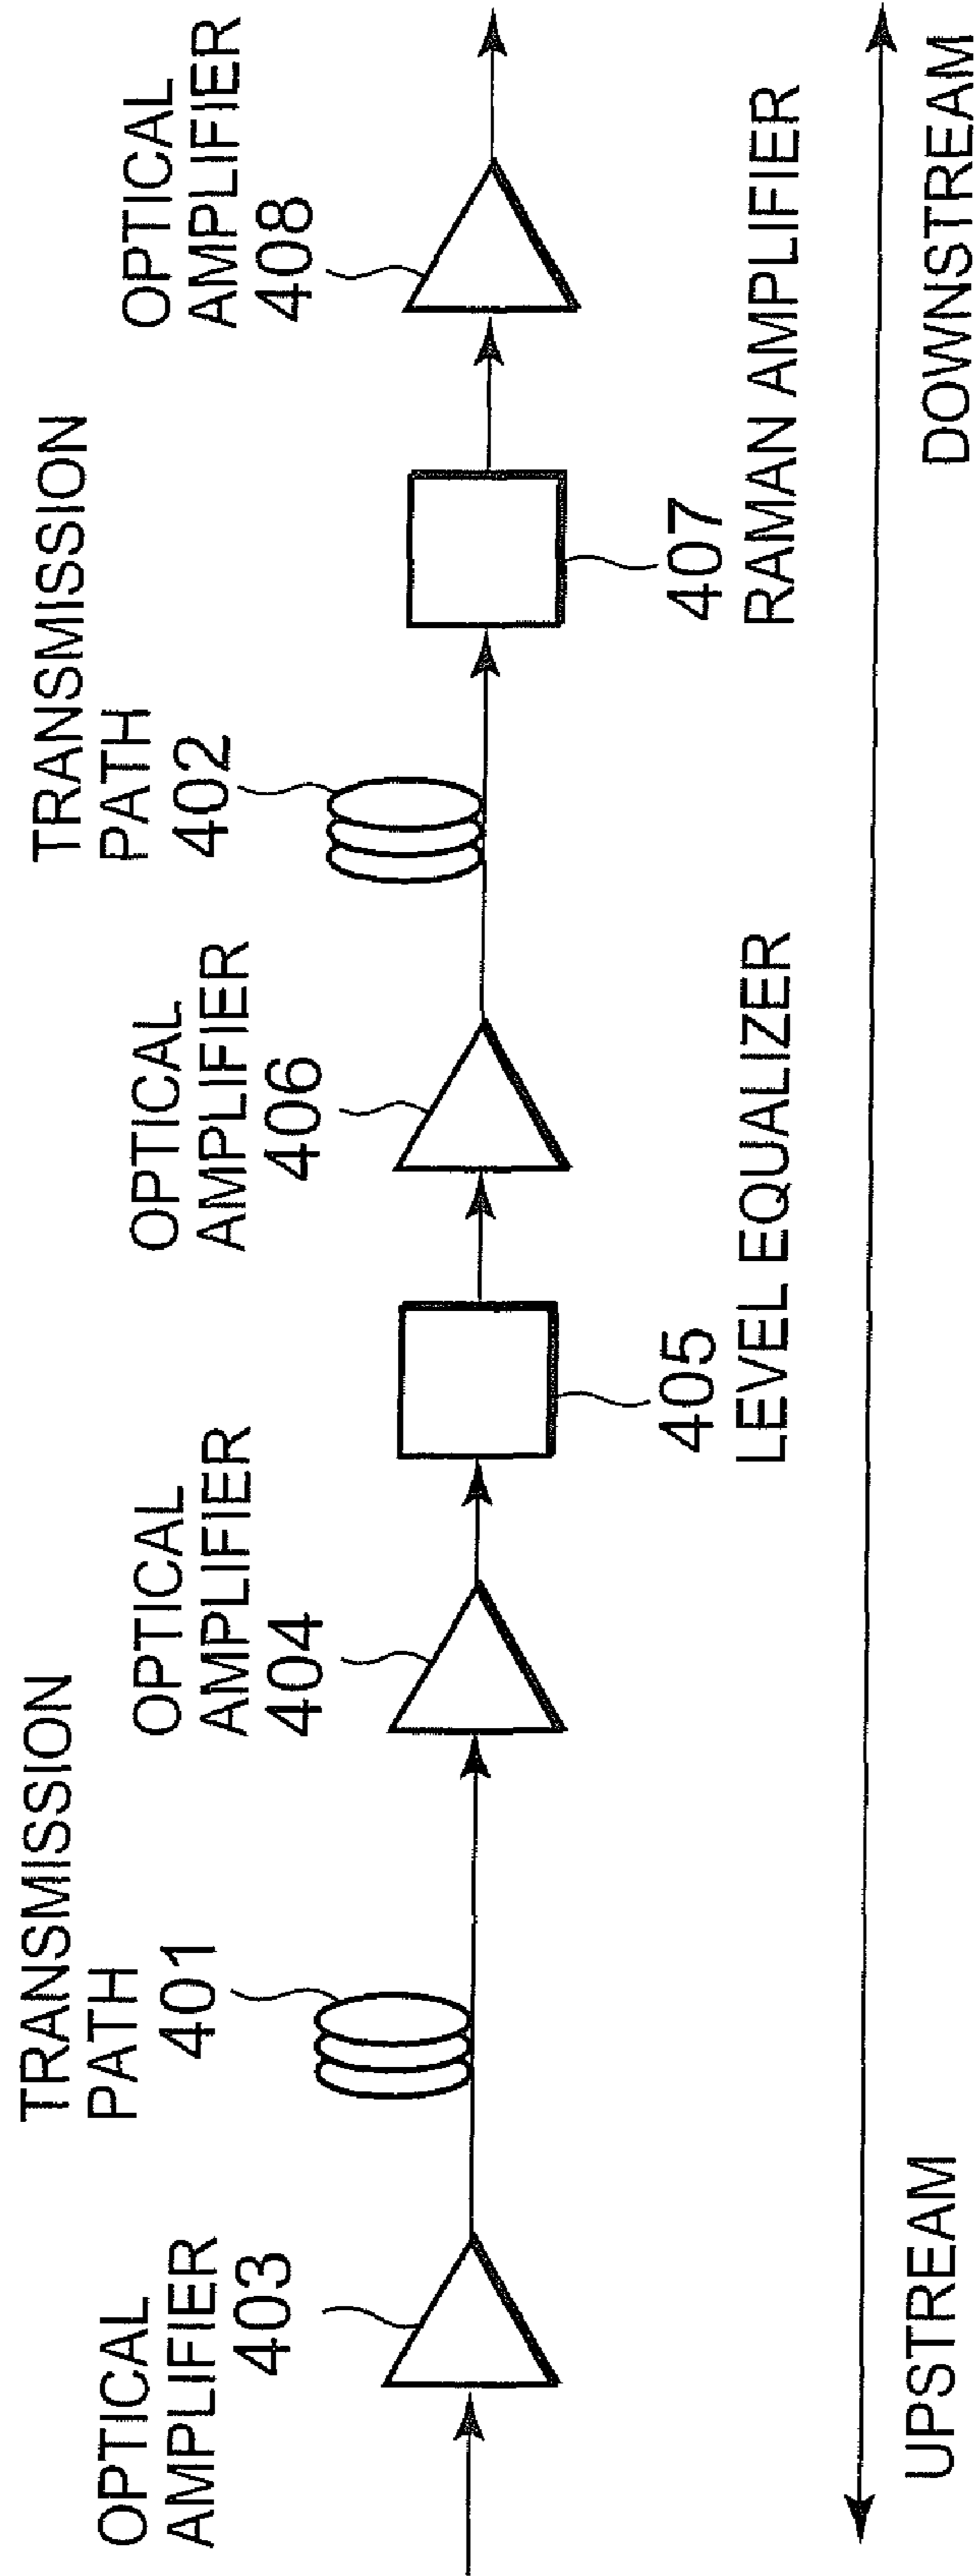 OPTICAL
AMPLIFIER
403
TRANSMISSION
PATH
401
OPTICAL
AMPLIFIER
404
405
LEVEL EQUALIZER
OPTICAL
AMPLIFIER
406
TRANSMISSION
PATH
402
407
RAMAN AMPLIFIER
OPTICAL
AMPLIFIER
408
UPSTREAM
DOWNSTREAM